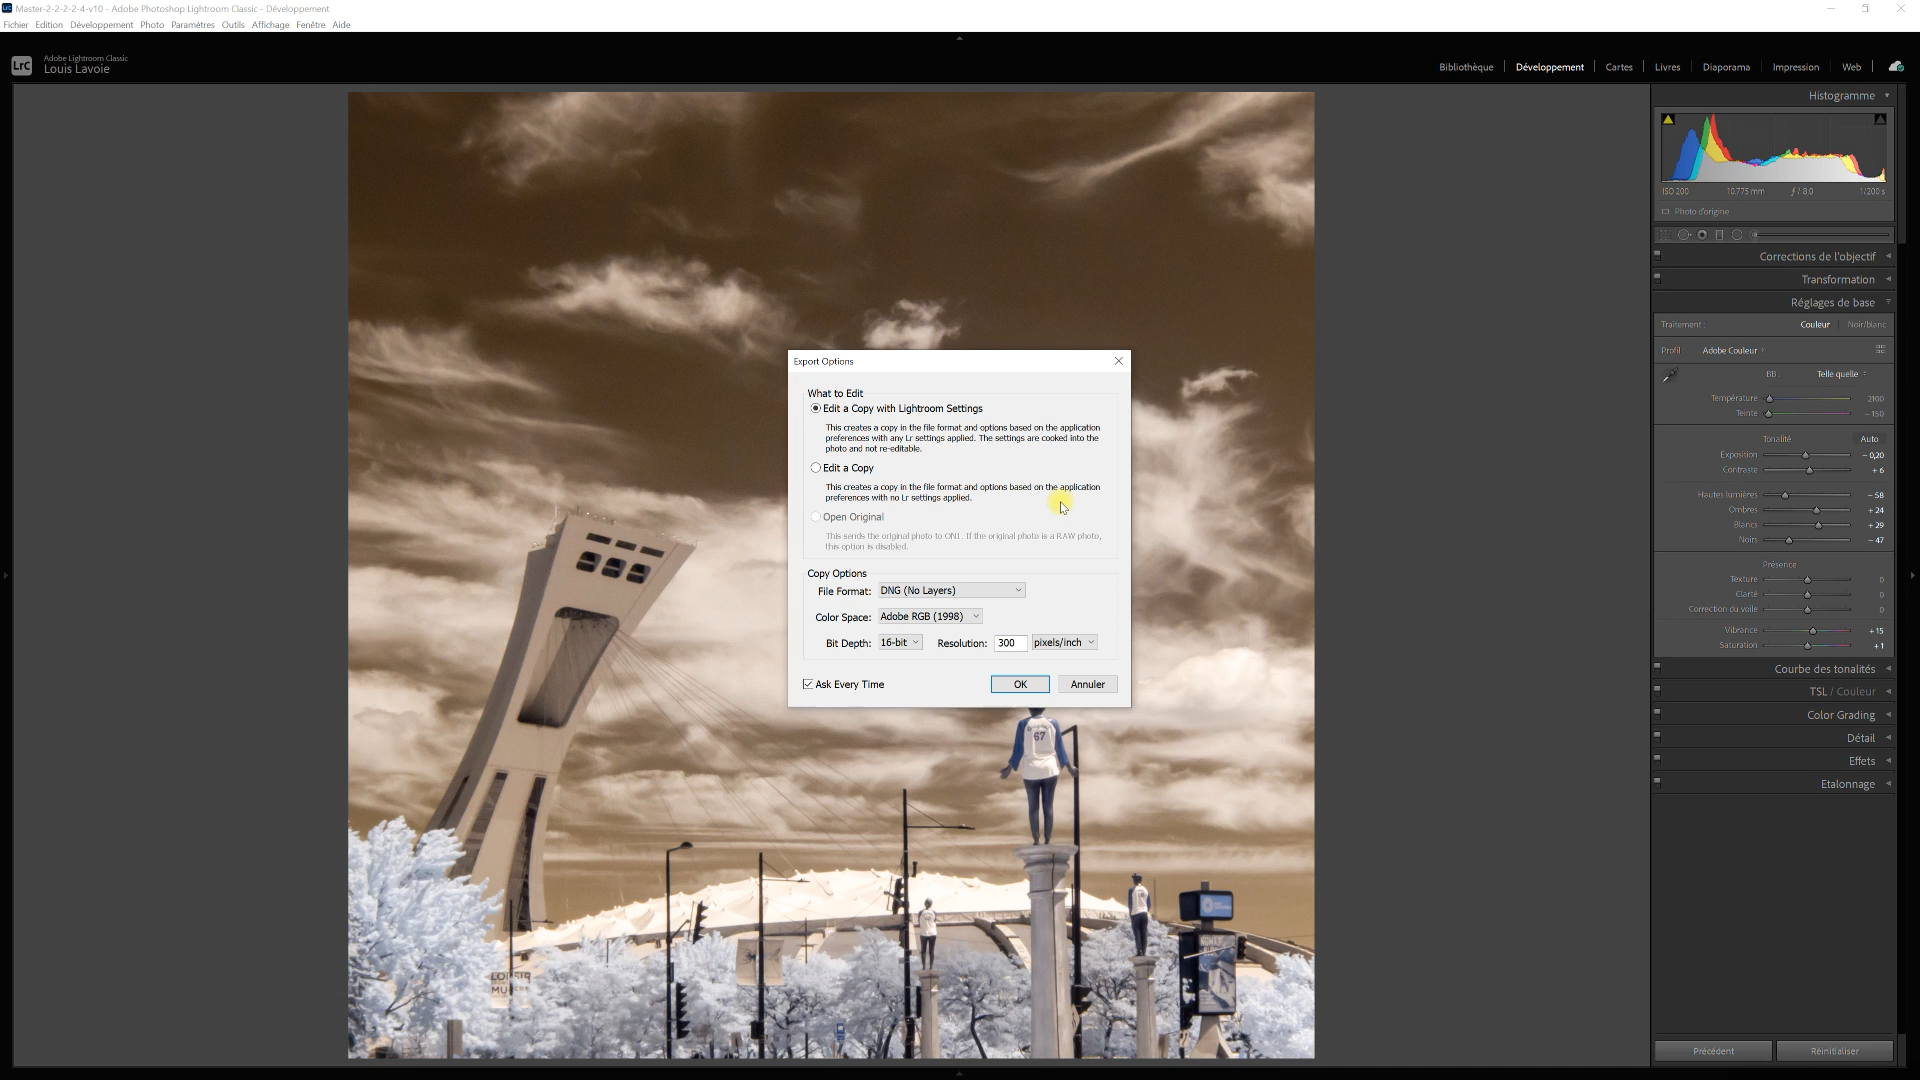 Master-2-2-2-2-4-v10 - Adobe Photoshop Lightroom Classic - Développement
Fichier Edition Développement Photo Paramètres Outils Affichage Fenêtre Aide
LrC
Adobe Lightroom Classic
Louis Lavoie
Bibliothèque Développement Cartes Livres Diaporama Impression Web
Histogramme
ISO 200 10.775 mm f / 8,0 1/200 s
Photo d'origine
Corrections de l'objectif
Transformation
Réglages de base
Traitement : Couleur Noir/blanc
Profil Adobe Couleur
BB : Telle quelle
Température 2100
Teinte - 150
Tonalité Auto
Exposition - 0,20
Contraste + 6
Hautes lumières - 58
Ombres + 24
Blancs + 29
Noirs - 47
Présence
Texture 0
Clarté 0
Correction du voile 0
Vibrance + 15
Saturation + 1
Courbe des tonalités
TSL / Couleur
Color Grading
Détail
Effets
Etalonnage
Précédent Réinitialiser
Export Options
What to Edit
Edit a Copy with Lightroom Settings
This creates a copy in the file format and options based on the application
preferences with any Lr settings applied. The settings are cooked into the
photo and not re-editable.
Edit a Copy
This creates a copy in the file format and options based on the application
preferences with no Lr settings applied.
Open Original
This sends the original photo to ON1. If the original photo is a RAW photo,
this option is disabled.
Copy Options
File Format: DNG (No Layers)
Color Space: Adobe RGB (1998)
Bit Depth: 16-bit Resolution: 300 pixels/inch
Ask Every Time OK Annuler
67